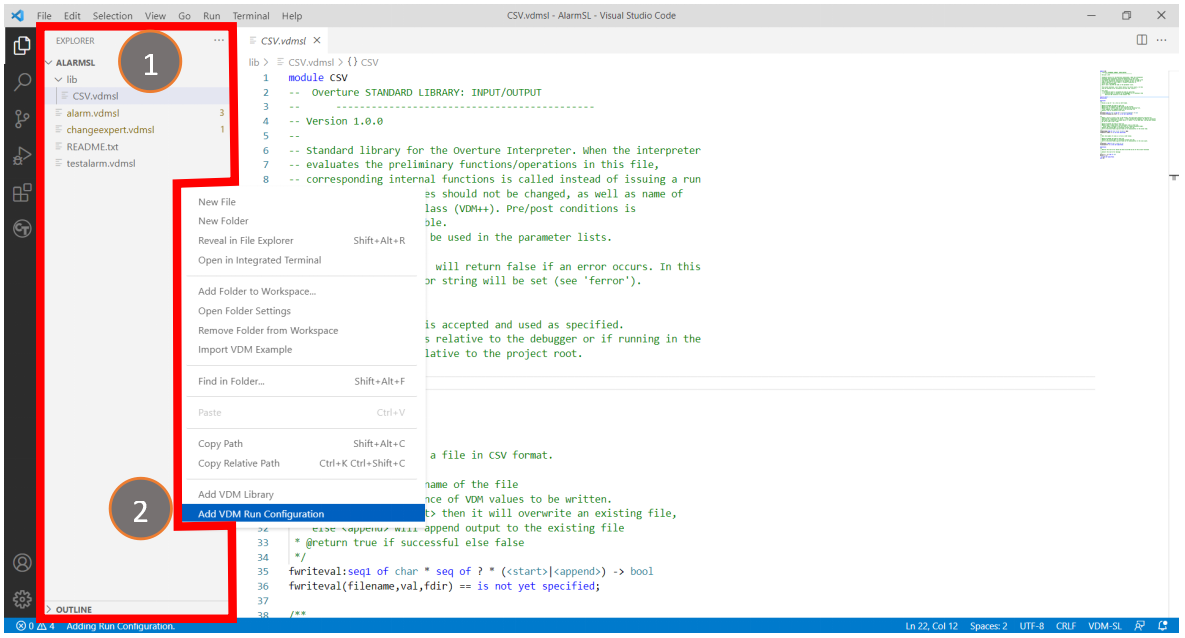 File Edit Selection View Go Run Terminal Help CSV.vdmsl - AlarmSL - Visual Studio Code
EXPLORER
ALARMSL
lib
CSV.vdmsl
alarm.vdmsl 3
changeexpert.vdmsl 1
README.txt
testalarm.vdmsl
1
CSV.vdmsl
lib > CSV.vdmsl > {} CSV
1 module CSV
2 -- Overture STANDARD LIBRARY: INPUT/OUTPUT
3 -- --------------------------------------------
4 -- Version 1.0.0
5 --
6 -- Standard library for the Overture Interpreter. When the interpreter
7 -- evaluates the preliminary functions/operations in this file,
8 -- corresponding internal functions is called instead of issuing a run
es should not be changed, as well as name of
lass (VDM++). Pre/post conditions is
ble.
be used in the parameter lists.
will return false if an error occurs. In this
or string will be set (see 'ferror').
is accepted and used as specified.
s relative to the debugger or if running in the
lative to the project root.
a file in CSV format.
name of the file
nce of VDM values to be written.
t> then it will overwrite an existing file,
32 else <append> will append output to the existing file
33 * @return true if successful else false
34 */
35 fwriteval:seq1 of char * seq of ? * (<start>|<append>) -> bool
36 fwriteval(filename,val,fdir) == is not yet specified;
37
38 /**
New File
New Folder
Reveal in File Explorer Shift+Alt+R
Open in Integrated Terminal
Add Folder to Workspace...
Open Folder Settings
Remove Folder from Workspace
Import VDM Example
Find in Folder... Shift+Alt+F
Paste Ctrl+V
Copy Path Shift+Alt+C
Copy Relative Path Ctrl+K Ctrl+Shift+C
Add VDM Library
Add VDM Run Configuration
2
OUTLINE
0 4 Adding Run Configuration. Ln 22, Col 12 Spaces: 2 UTF-8 CRLF VDM-SL